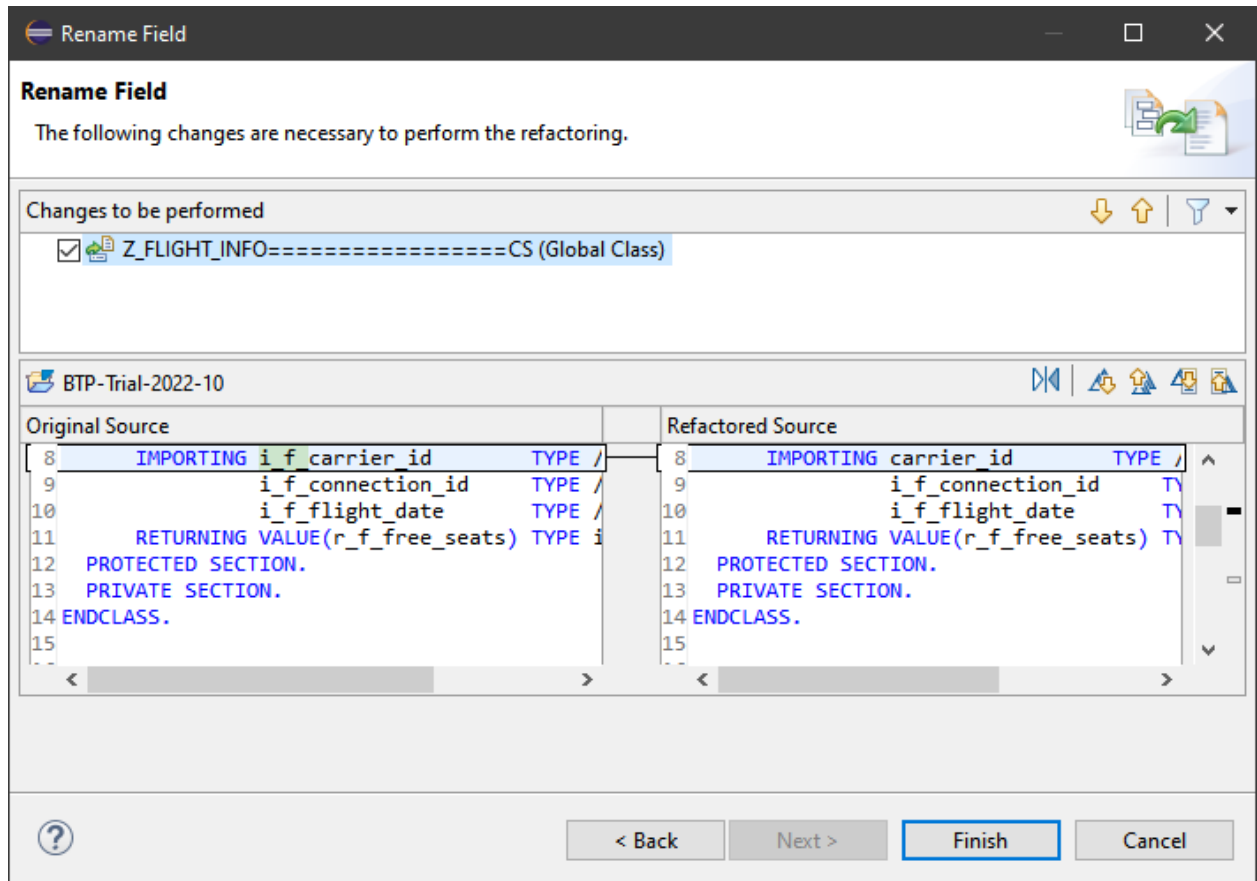 Rename Field
Rename Field
The following changes are necessary to perform the refactoring.
Changes to be performed
Z_FLIGHT_INFO=================CS (Global Class)
BTP-Trial-2022-10
Original Source
8 IMPORTING i_f_carrier_id TYPE /
9 i_f_connection_id TYPE /
10 i_f_flight_date TYPE /
11 RETURNING VALUE(r_f_free_seats) TYPE i
12 PROTECTED SECTION.
13 PRIVATE SECTION.
14 ENDCLASS.
15
Refactored Source
8 IMPORTING carrier_id TYPE /
9 i_f_connection_id TY
10 i_f_flight_date TY
11 RETURNING VALUE(r_f_free_seats) TY
12 PROTECTED SECTION.
13 PRIVATE SECTION.
14 ENDCLASS.
15
?
< Back
Next >
Finish
Cancel